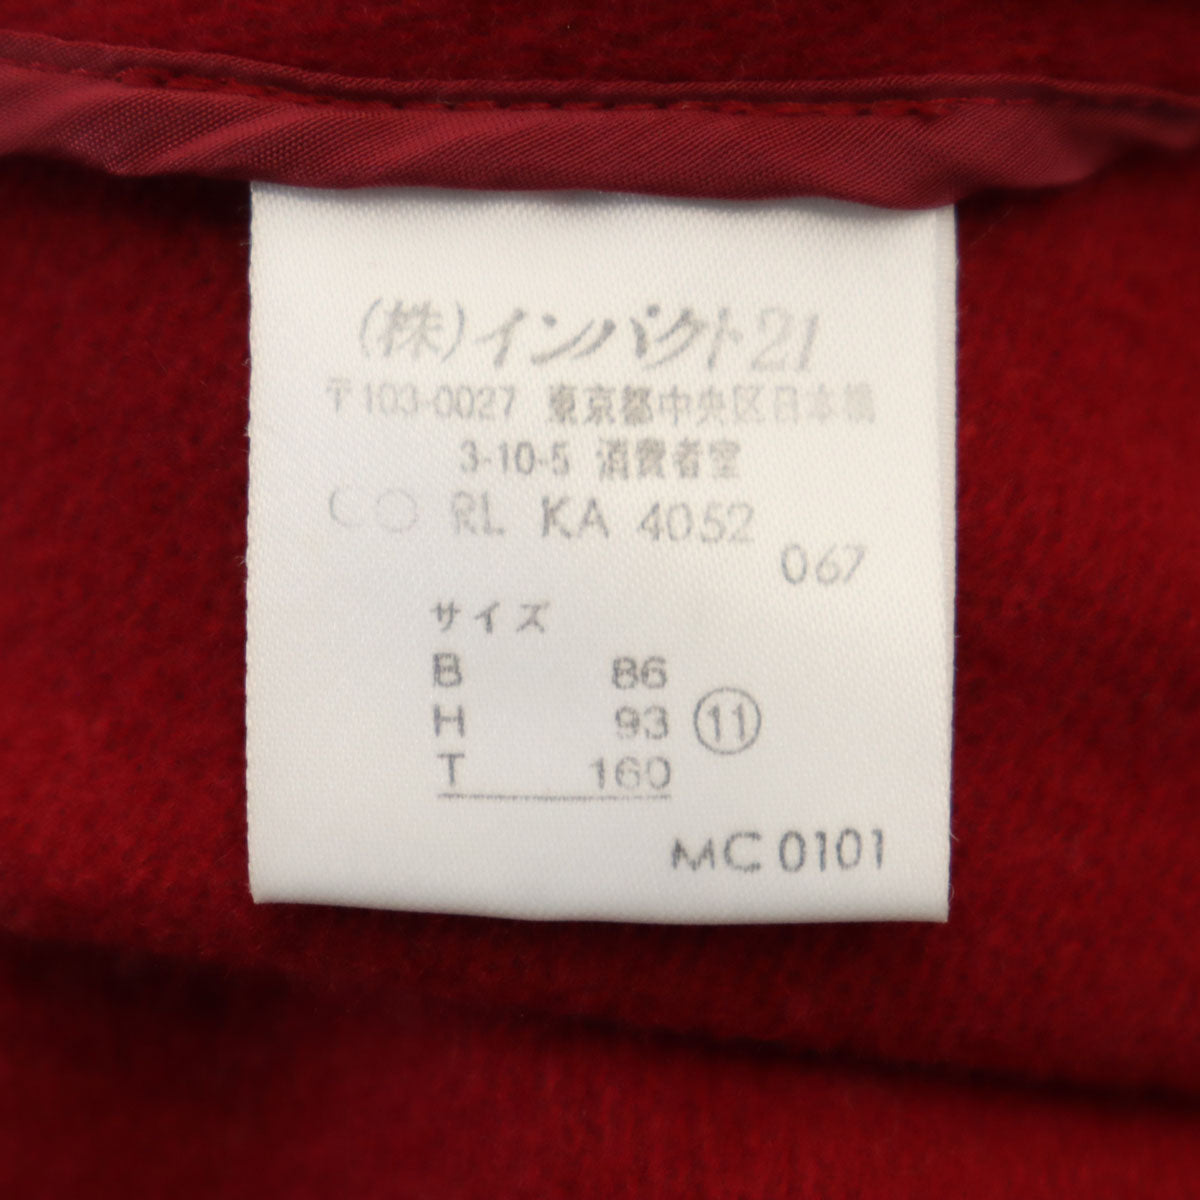 (株)インパクト21
〒103-0027 東京都中央区日本橋
3-10-5 消費者室
RL KA 4052
067
サイズ
B 86
H 93 ⑪
T 160
MC 0101